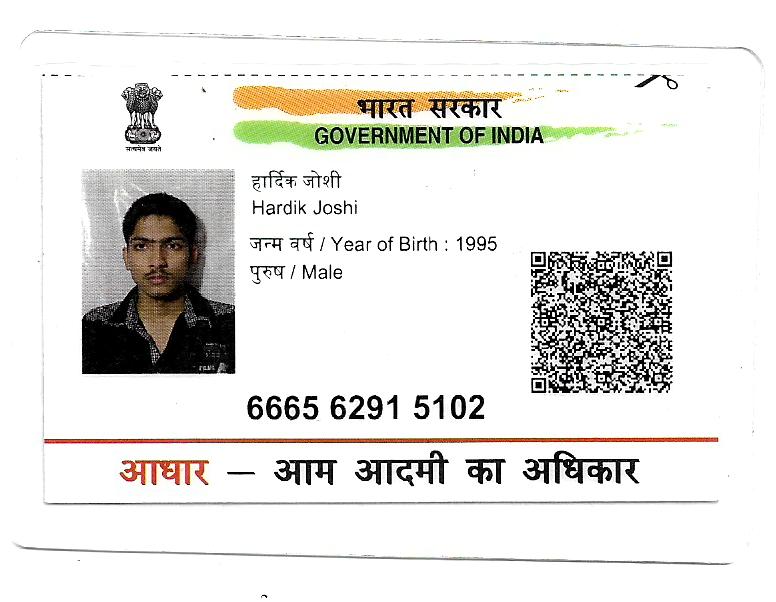 भारत सरकार
GOVERNMENT OF INDIA
सत्यमेव जयते
हार्दिक जोशी
Hardik Joshi
जन्म वर्ष / Year of Birth : 1995
पुरुष / Male
6665 6291 5102
आधार — आम आदमी का अधिकार